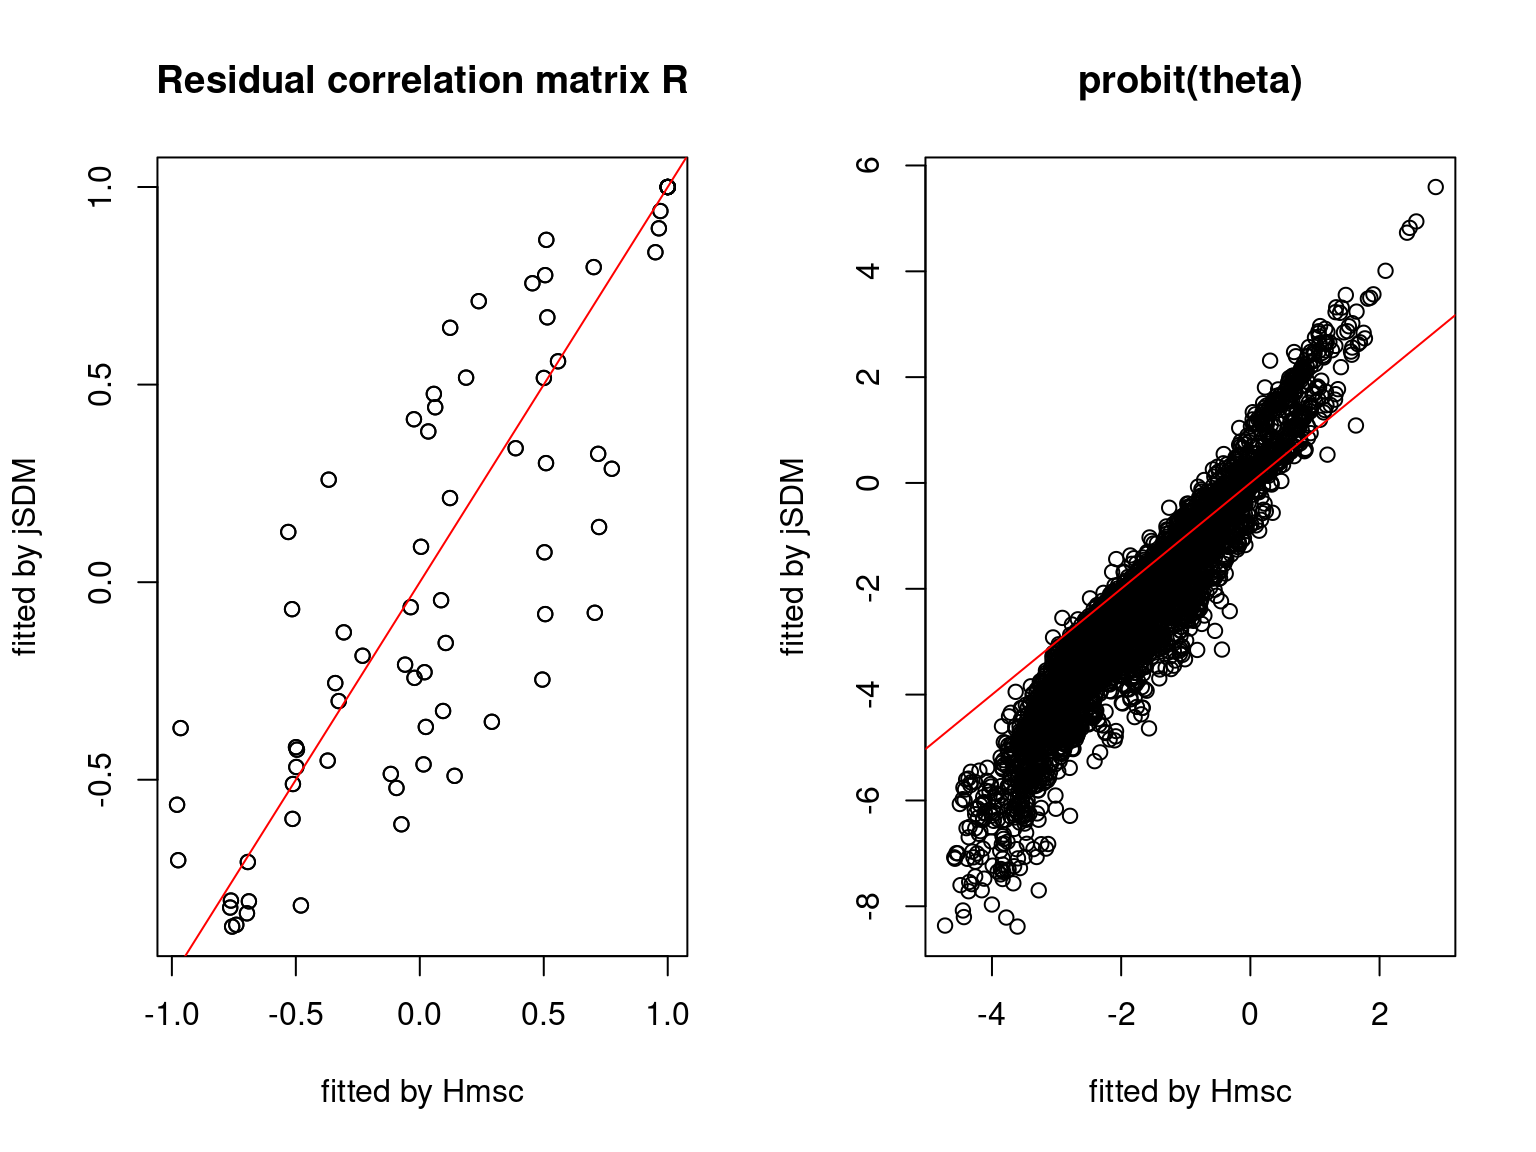 Residual correlation matrix R
fitted by jSDM
1.0
0.5
0.0
-0.5
-1.0 -0.5 0.0 0.5 1.0
fitted by Hmsc
probit(theta)
fitted by jSDM
6
4
2
0
-2
-4
-6
-8
-4 -2 0 2
fitted by Hmsc